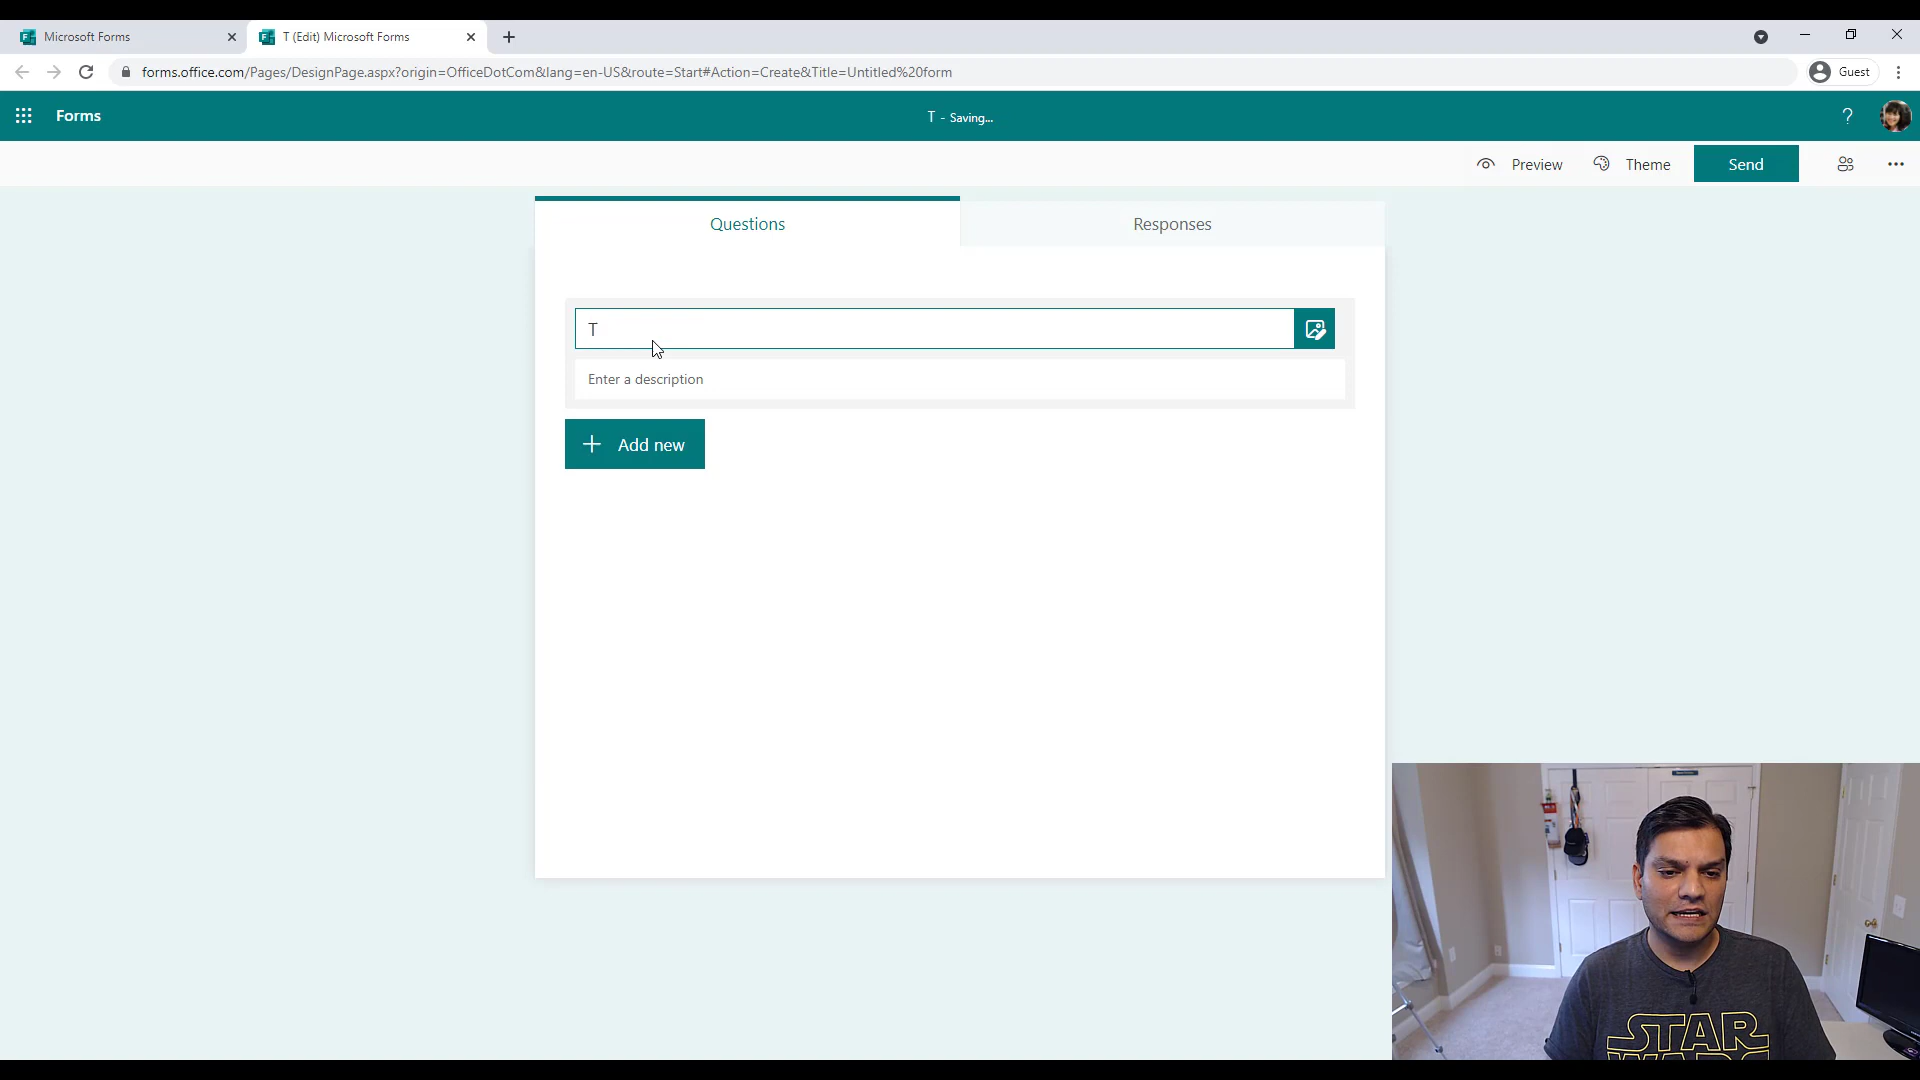 Microsoft Forms
T (Edit) Microsoft Forms
forms.office.com/Pages/DesignPage.aspx?origin=OfficeDotCom&lang=en-US&route=Start#Action=Create&Title=Untitled%20form
Guest
Forms
T - Saving...
?
Preview
Theme
Send
Questions
Responses
T
Enter a description
Add new
STAR
WARS